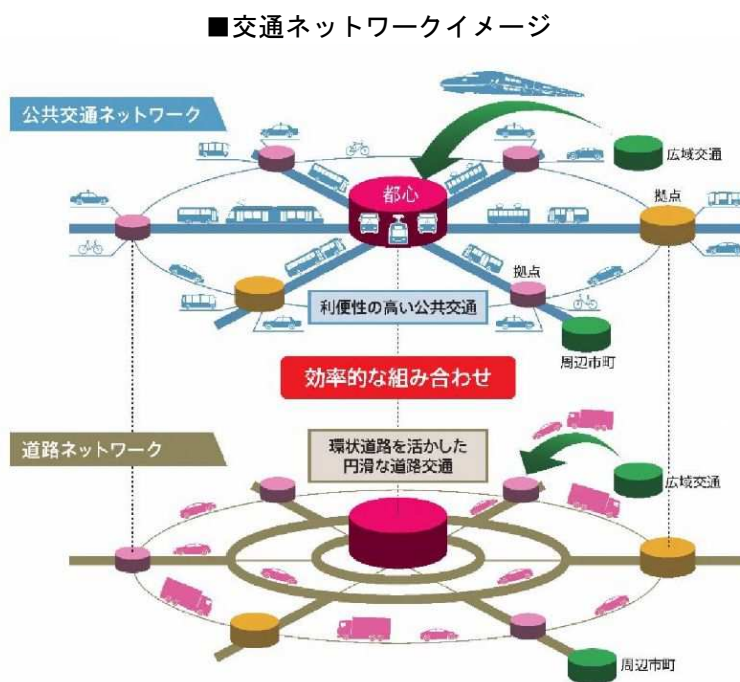 ■交通ネットワークイメージ
公共交通ネットワーク
広域交通
都心
拠点
拠点
利便性の高い公共交通
周辺市町
効率的な組み合わせ
道路ネットワーク
環状道路を活かした
円滑な道路交通
広域交通
周辺市町